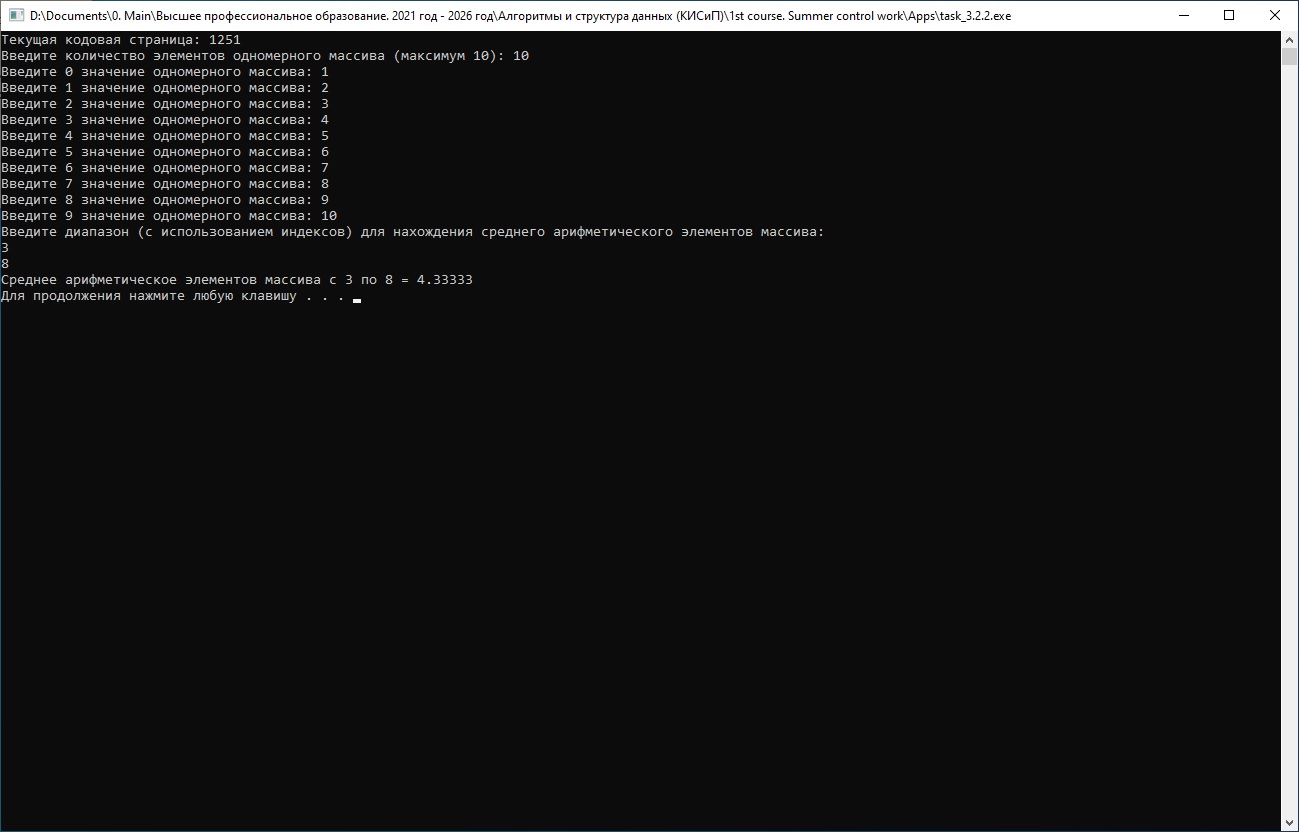 D:\Documents\0. Main\Высшее профессиональное образование. 2021 год - 2026 год\Алгоритмы и структура данных (КИСиП)\1st course. Summer control work\Apps\task_3.2.2.exe
Текущая кодовая страница: 1251
Введите количество элементов одномерного массива (максимум 10): 10
Введите 0 значение одномерного массива: 1
Введите 1 значение одномерного массива: 2
Введите 2 значение одномерного массива: 3
Введите 3 значение одномерного массива: 4
Введите 4 значение одномерного массива: 5
Введите 5 значение одномерного массива: 6
Введите 6 значение одномерного массива: 7
Введите 7 значение одномерного массива: 8
Введите 8 значение одномерного массива: 9
Введите 9 значение одномерного массива: 10
Введите диапазон (с использованием индексов) для нахождения среднего арифметического элементов массива:
3
8
Среднее арифметическое элементов массива с 3 по 8 = 4.33333
Для продолжения нажмите любую клавишу . . .